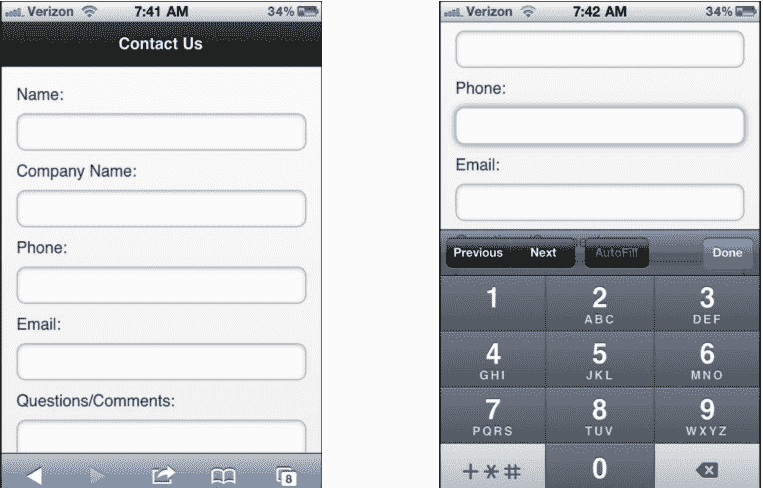 Verizon 7:41 AM 34%
Contact Us
Name:
Company Name:
Phone:
Email:
Questions/Comments:
8
Verizon 7:42 AM 34%
Phone:
Email:
Previous Next AutoFill Done
1 2 3
ABC DEF
4 5 6
GHI JKL MNO
7 8 9
PQRS TUV WXYZ
+*# 0